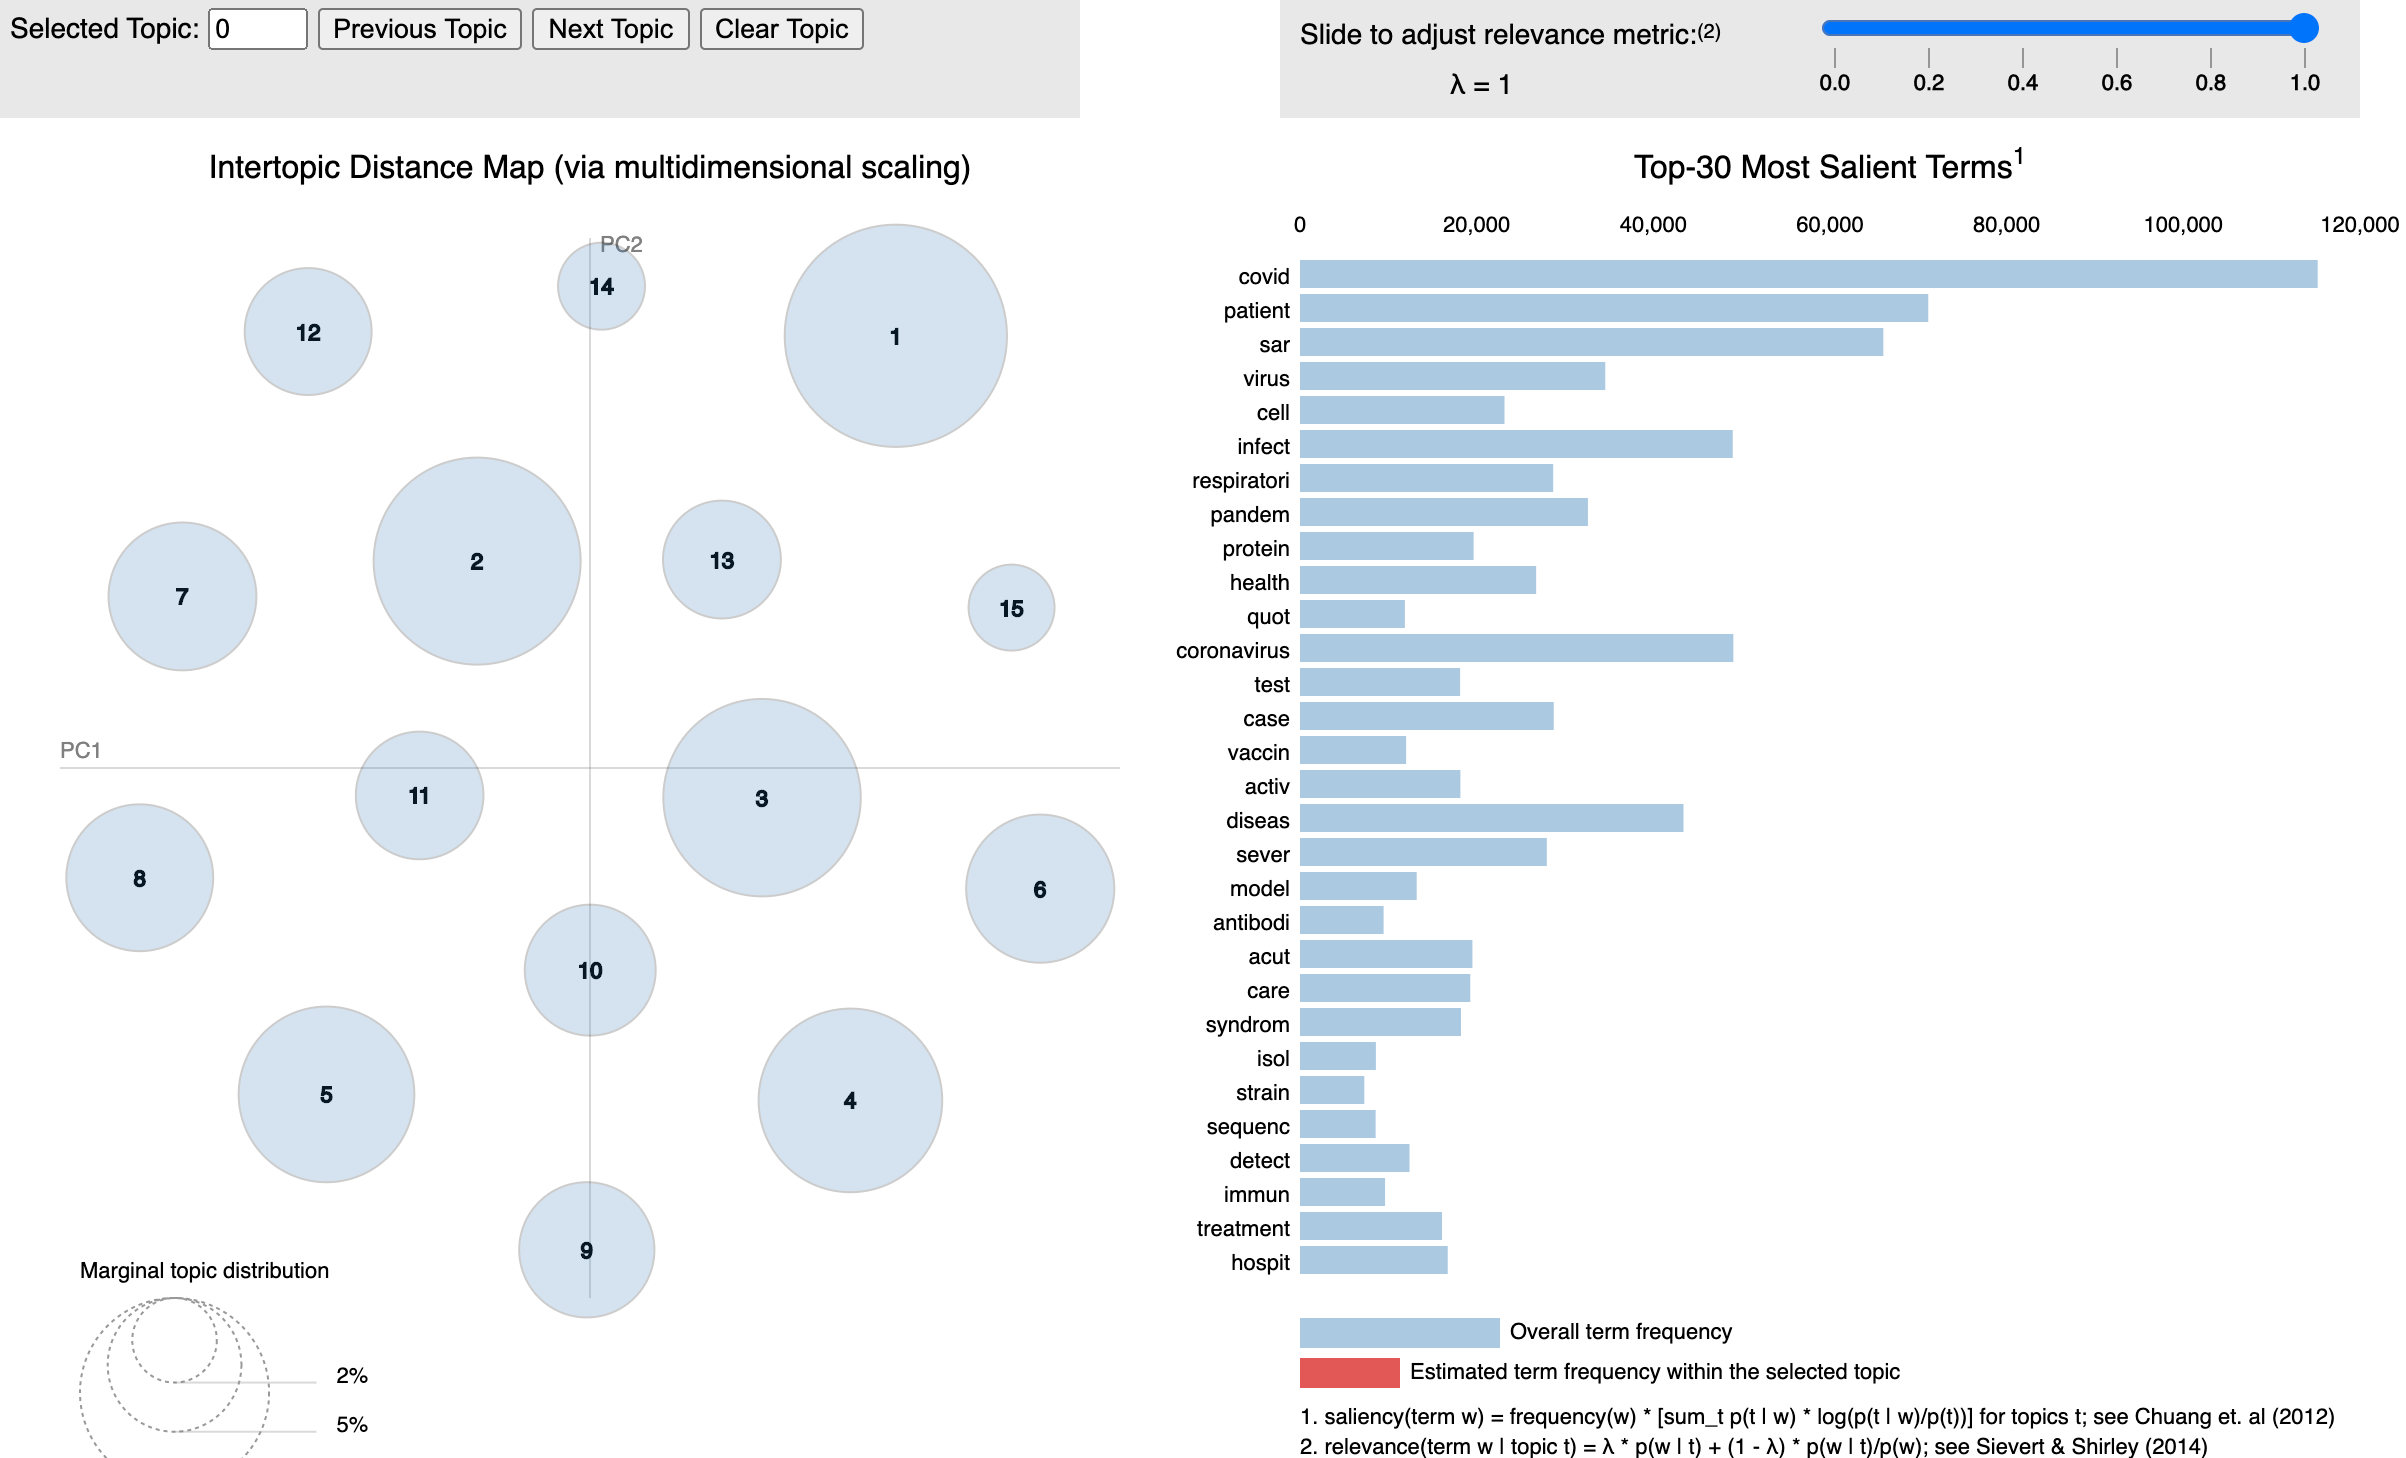 Selected Topic: 0 Previous Topic Next Topic Clear Topic
Slide to adjust relevance metric:(2)
λ = 1
0.0 0.2 0.4 0.6 0.8 1.0
Intertopic Distance Map (via multidimensional scaling)
PC2
14
12
1
2
13
7
15
PC1
11
3
8
6
10
5
4
9
Marginal topic distribution
2%
5%
Top-30 Most Salient Terms1
0 20,000 40,000 60,000 80,000 100,000 120,000
covid
patient
sar
virus
cell
infect
respiratori
pandem
protein
health
quot
coronavirus
test
case
vaccin
activ
diseas
sever
model
antibodi
acut
care
syndrom
isol
strain
sequenc
detect
immun
treatment
hospit
Overall term frequency
Estimated term frequency within the selected topic
1. saliency(term w) = frequency(w) * [sum_t p(t | w) * log(p(t | w)/p(t))] for topics t; see Chuang et. al (2012)
2. relevance(term w | topic t) = λ * p(w | t) + (1 - λ) * p(w | t)/p(w); see Sievert & Shirley (2014)